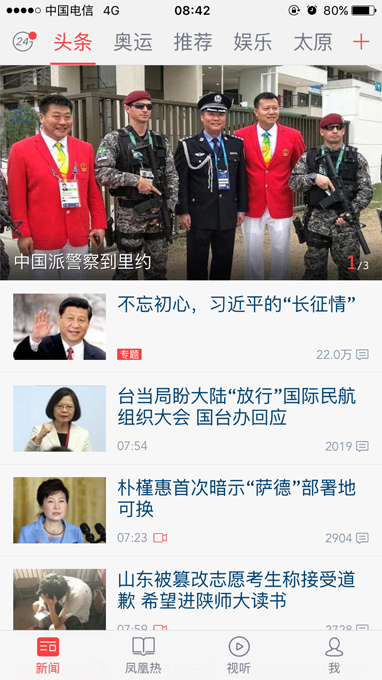 中国电信 4G 08:42 80%
24 头条 奥运 推荐 娱乐 太原
中国派警察到里约 1/3
不忘初心，习近平的“长征情”
专题 22.0万
台当局盼大陆“放行”国际民航
组织大会 国台办回应
07:54 2019
朴槿惠首次暗示“萨德”部署地
可换
07:23 2904
山东被篡改志愿考生称接受道
歉 希望进陕师大读书
07:59 2728
新闻 凤凰热 视听 我